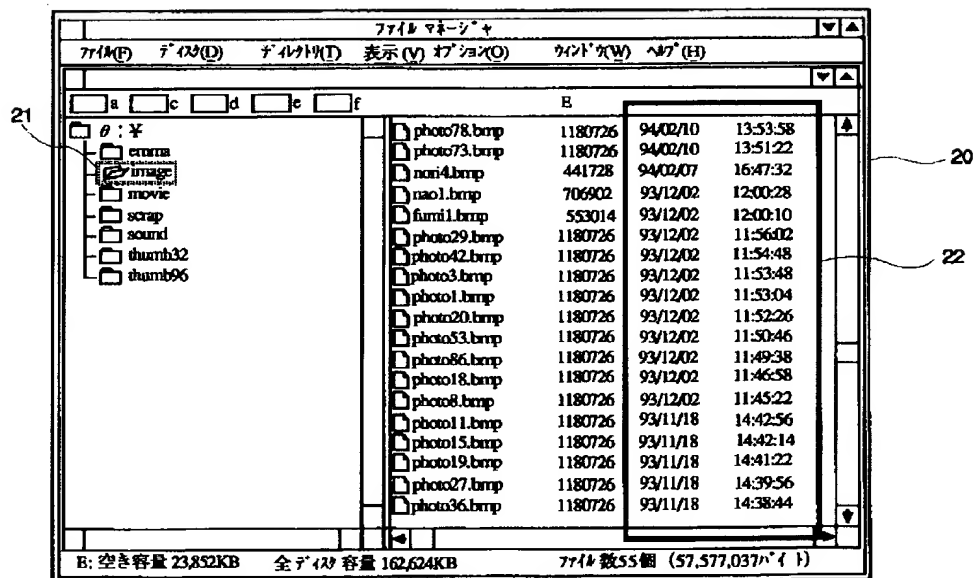 ファイル マネージャ
ファイル(F) ディスク(D) ディレクトリ(T) 表示(V) オプション(O) ウィンドウ(W) ヘルプ(H)
a c d e f E
21
θ:¥
emma
image
movie
scrap
sound
thumb32
thumb96
photo78.bmp 1180726 94/02/10 13:53:58
photo73.bmp 1180726 94/02/10 13:51:22
nori4.bmp 441728 94/02/07 16:47:32
nao1.bmp 706902 93/12/02 12:00:28
fumi1.bmp 553014 93/12/02 12:00:10
photo29.bmp 1180726 93/12/02 11:56:02
photo42.bmp 1180726 93/12/02 11:54:48
photo3.bmp 1180726 93/12/02 11:53:48
photo1.bmp 1180726 93/12/02 11:53:04
photo20.bmp 1180726 93/12/02 11:52:26
photo53.bmp 1180726 93/12/02 11:50:46
photo86.bmp 1180726 93/12/02 11:49:38
photo18.bmp 1180726 93/12/02 11:46:58
photo8.bmp 1180726 93/12/02 11:45:22
photo11.bmp 1180726 93/11/18 14:42:56
photo15.bmp 1180726 93/11/18 14:42:14
photo19.bmp 1180726 93/11/18 14:41:22
photo27.bmp 1180726 93/11/18 14:39:56
photo36.bmp 1180726 93/11/18 14:38:44
20
22
E: 空き容量 23,852KB 全ディスク容量 162,624KB ファイル数55個 (57,577,037バイト)